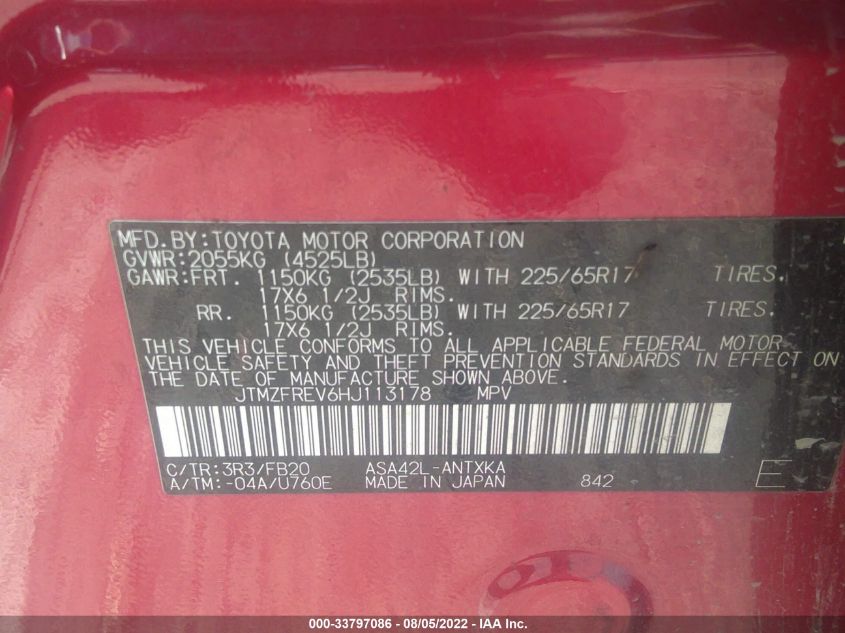 MFD.BY:TOYOTA MOTOR CORPORATION
GVWR:2055KG (4525LB)
GAWR:FRT. 1150KG (2535LB) WITH 225/65R17 TIRES.
17X6 1/2J RIMS.
RR. 1150KG (2535LB) WITH 225/65R17 TIRES.
17X6 1/2J RIMS.
THIS VEHICLE CONFORMS TO ALL APPLICABLE FEDERAL MOTOR
VEHICLE SAFETY AND THEFT PREVENTION STANDARDS IN EFFECT ON
THE DATE OF MANUFACTURE SHOWN ABOVE.
JTMZFREV6HJ113178 MPV
C/TR:3R3/FB20 ASA42L-ANTXKA
A/TM:-04A/U760E MADE IN JAPAN 842 E
000-33797086 - 08/05/2022 - IAA Inc.